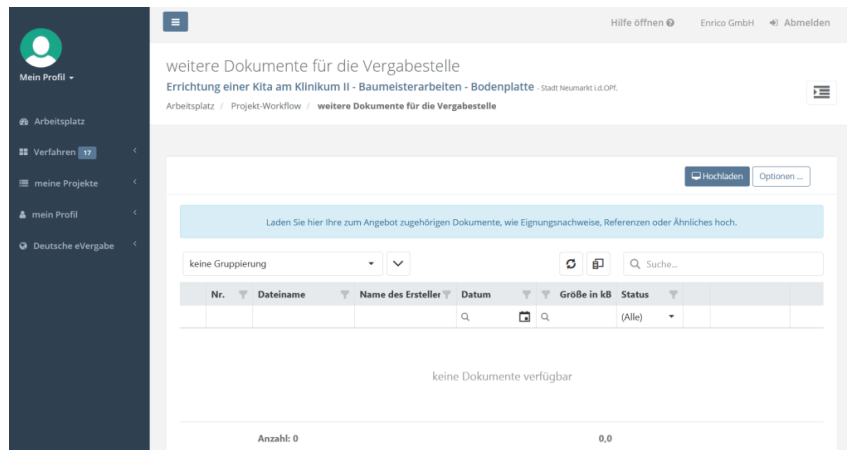 Hilfe öffnen
Enrico GmbH
Abmelden
Mein Profil
Arbeitsplatz
Verfahren 17
meine Projekte
mein Profil
Deutsche eVergabe
weitere Dokumente für die Vergabestelle
Errichtung einer Kita am Klinikum II - Baumeisterarbeiten - Bodenplatte - Stadt Neumarkt i.d.OPf.
Arbeitsplatz / Projekt-Workflow / weitere Dokumente für die Vergabestelle
Hochladen Optionen ...
Laden Sie hier Ihre zum Angebot zugehörigen Dokumente, wie Eignungsnachweise, Referenzen oder Ähnliches hoch.
keine Gruppierung Suche...
Nr. Dateiname Name des Ersteller Datum Größe in kB Status
(Alle)
keine Dokumente verfügbar
Anzahl: 0 0,0